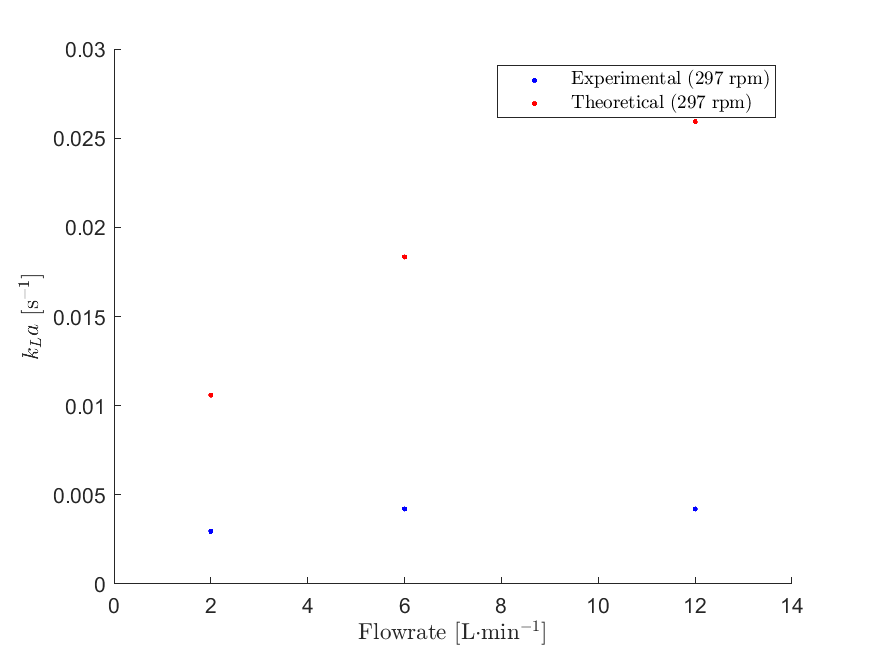 0.03
0.025
0.02
0.015
0.01
0.005
0
0 2 4 6 8 10 12 14
k_L a [s⁻¹]
Flowrate [L·min⁻¹]
Experimental (297 rpm)
Theoretical (297 rpm)